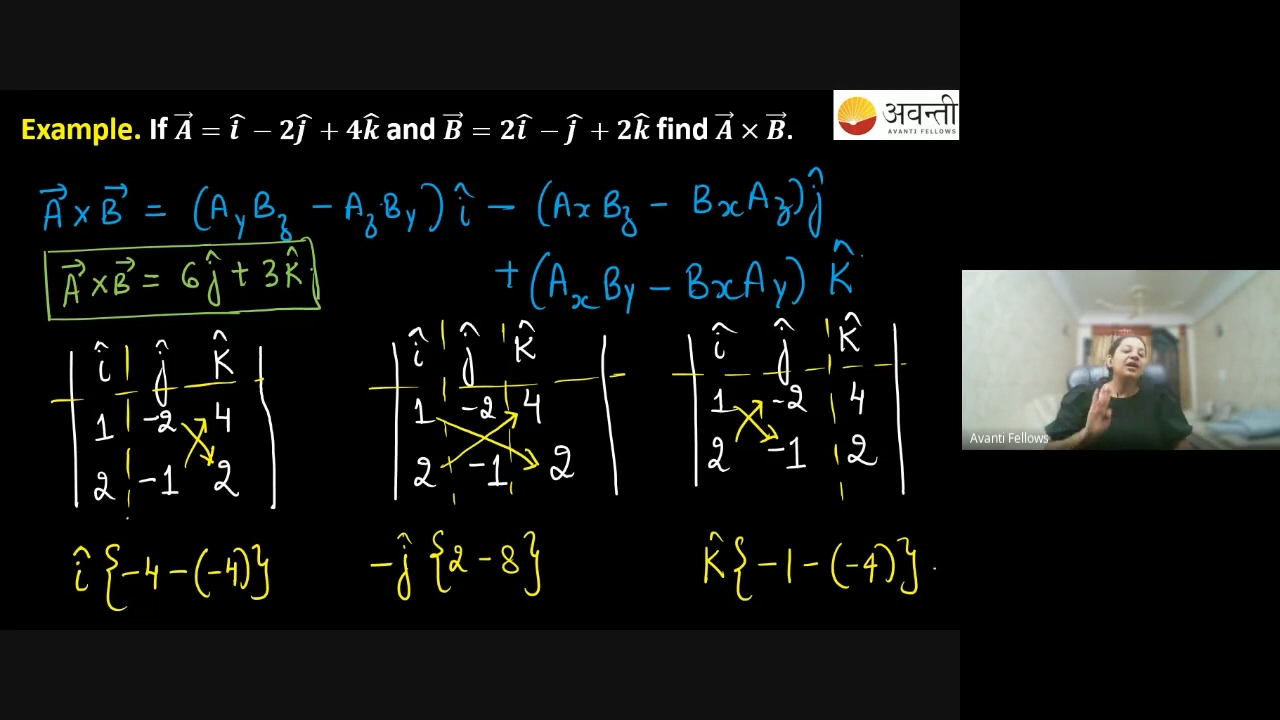 Example. If A⃗ = î − 2ĵ + 4k̂ and B⃗ = 2î − ĵ + 2k̂ find A⃗ × B⃗.
अवन्ती
AVANTI FELLOWS
A⃗ × B⃗ = (AyBz − AzBy) î − (AxBz − BxAz) ĵ
+ (AxBy − BxAy) K̂
A⃗ × B⃗ = 6ĵ + 3K̂
î ĵ K̂
1 -2 4
2 -1 2
î {-4 - (-4)}
î ĵ K̂
1 -2 4
2 -1 2
-ĵ {2 - 8}
î ĵ K̂
1 -2 4
2 -1 2
K̂ {-1 - (-4)}.
Avanti Fellows